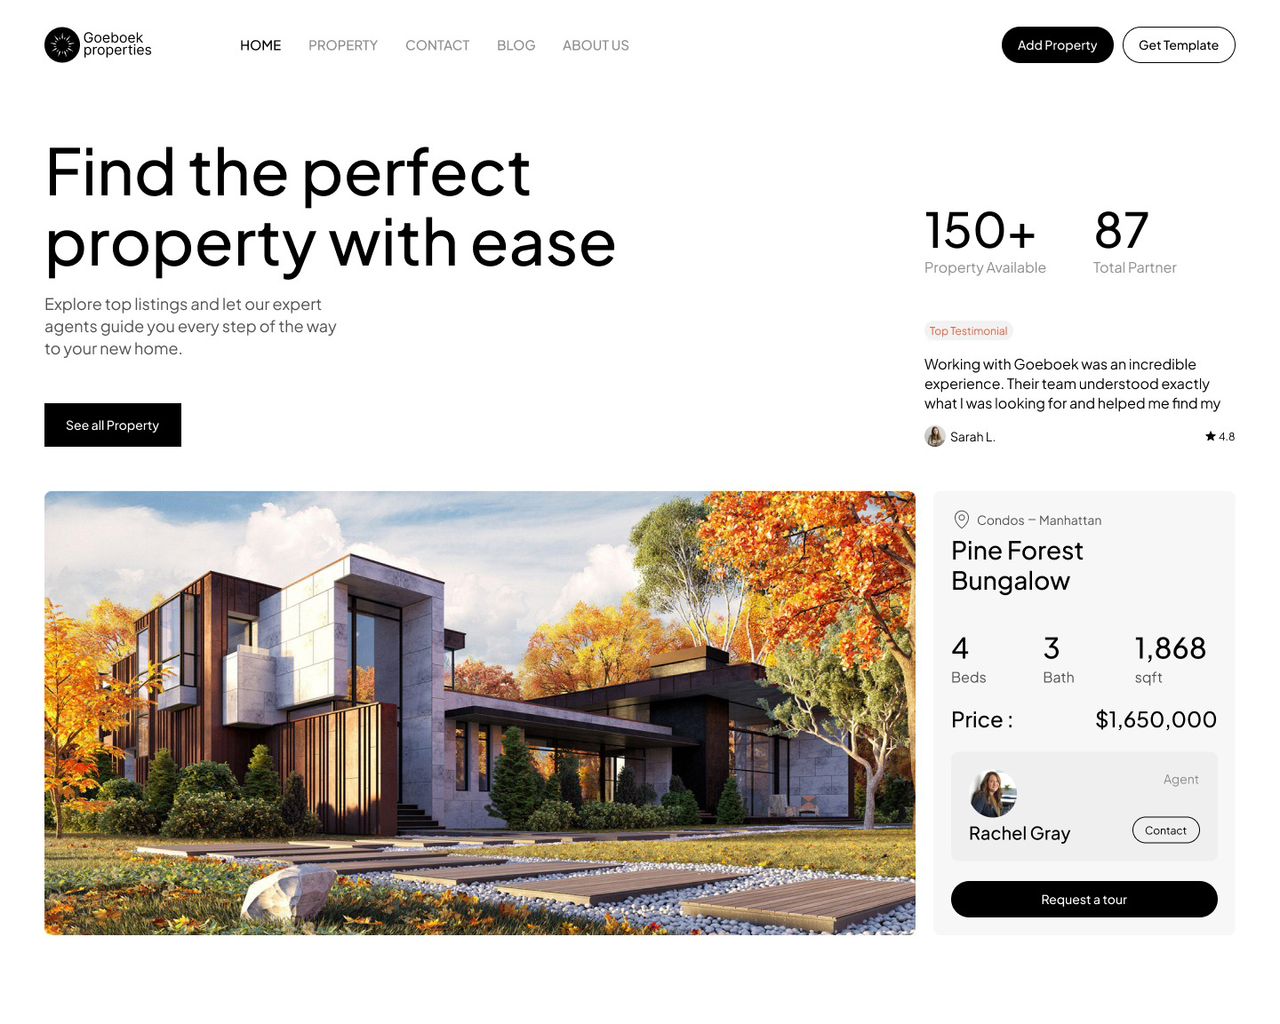 Goeboek
properties
HOME
PROPERTY
CONTACT
BLOG
ABOUT US
Add Property
Get Template
Find the perfect
property with ease
Explore top listings and let our expert
agents guide you every step of the way
to your new home.
See all Property
150+
Property Available
87
Total Partner
Top Testimonial
Working with Goeboek was an incredible
experience. Their team understood exactly
what I was looking for and helped me find my
Sarah L.
★ 4.8
Condos – Manhattan
Pine Forest
Bungalow
4
Beds
3
Bath
1,868
sqft
Price :
$1,650,000
Agent
Rachel Gray
Contact
Request a tour